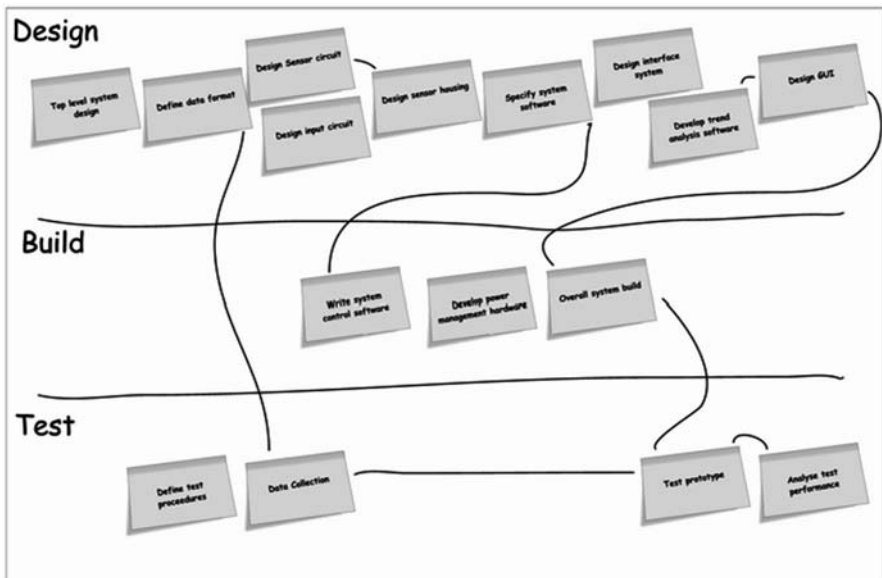 Design
Top level system
design
Define data format
Design Sensor circuit
Design input circuit
Design sensor housing
Specify system
software
Design interface
system
Develop trend
analysis software
Design GUI
Build
Write system
control software
Develop power
management hardware
Overall system build
Test
Define test
proceedures
Data Collection
Test prototype
Analyse test
performance